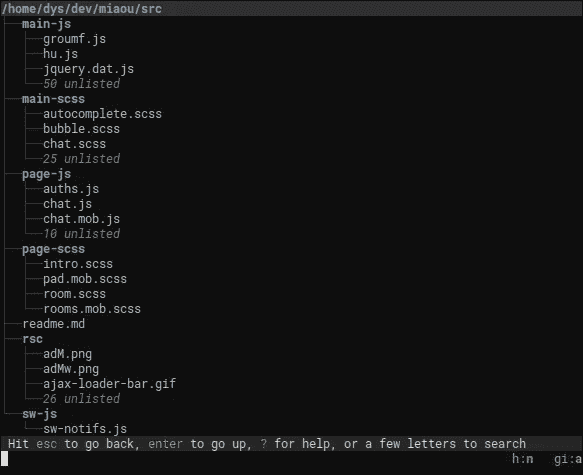 /home/dys/dev/miaou/src
main-js
groumf.js
hu.js
jquery.dat.js
50 unlisted
main-scss
autocomplete.scss
bubble.scss
chat.scss
25 unlisted
page-js
auths.js
chat.js
chat.mob.js
10 unlisted
page-scss
intro.scss
pad.mob.scss
room.scss
rooms.mob.scss
readme.md
rsc
adM.png
adMw.png
ajax-loader-bar.gif
26 unlisted
sw-js
sw-notifs.js
Hit esc to go back, enter to go up, ? for help, or a few letters to search
h:n gi:a